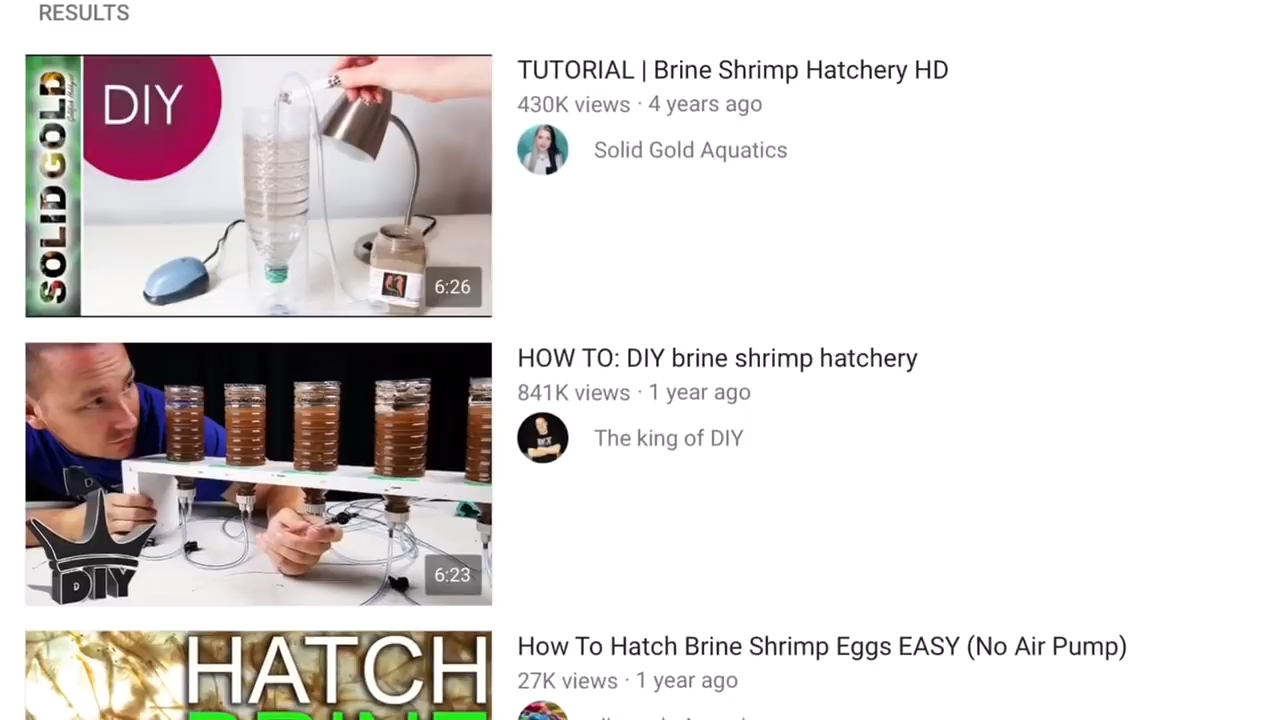 RESULTS
SOLID GOLD
DIY
6:26
TUTORIAL | Brine Shrimp Hatchery HD
430K views · 4 years ago
Solid Gold Aquatics
DIY
6:23
HOW TO: DIY brine shrimp hatchery
841K views · 1 year ago
The king of DIY
HATCH
BRINE
How To Hatch Brine Shrimp Eggs EASY (No Air Pump)
27K views · 1 year ago